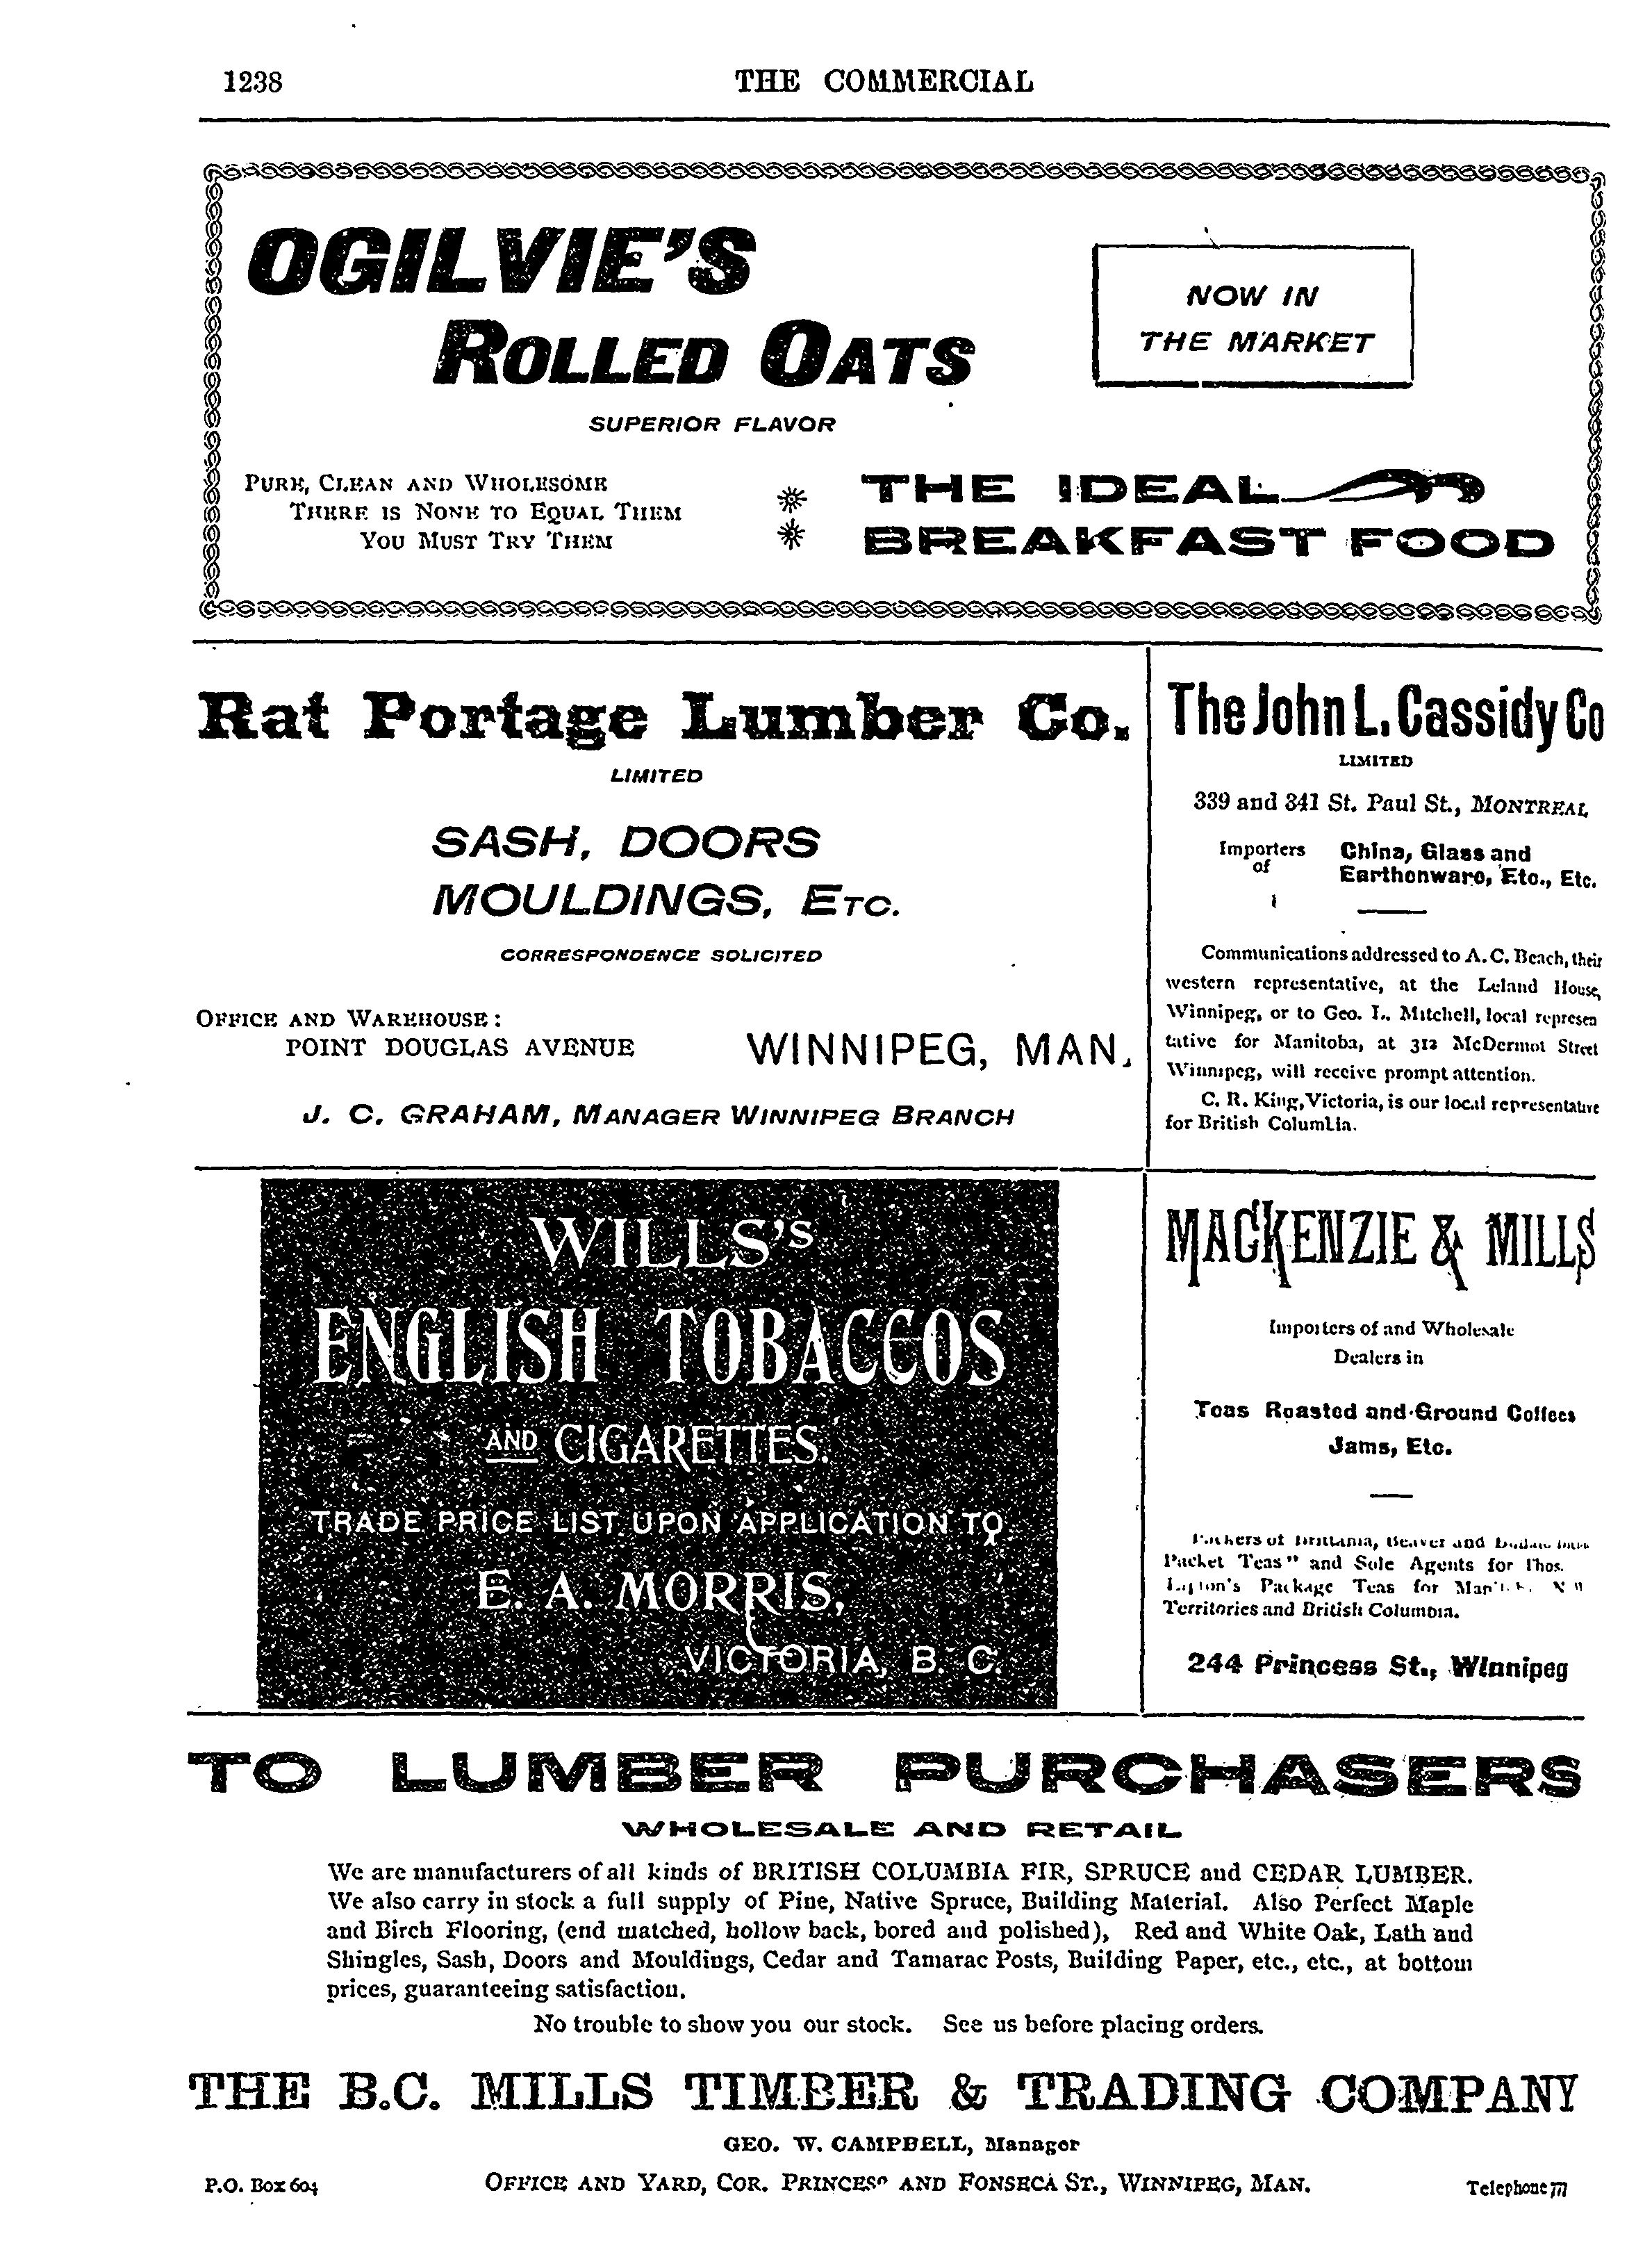 1238
THE COMMERCIAL
OGILVIE'S
ROLLED OATS
SUPERIOR FLAVOR
NOW IN
THE MARKET
PURE, CLEAN AND WHOLESOME
THERE IS NONE TO EQUAL THEM
YOU MUST TRY THEM
THE IDEAL
BREAKFAST FOOD
Rat Portage Lumber Co.
LIMITED
SASH, DOORS
MOULDINGS, ETC.
CORRESPONDENCE SOLICITED
OFFICE AND WAREHOUSE:
POINT DOUGLAS AVENUE
WINNIPEG, MAN.
J. C. GRAHAM, MANAGER WINNIPEG BRANCH
The John L. Cassidy Co
LIMITED
339 and 341 St. Paul St., MONTREAL
Importers
of
China, Glass and
Earthenware, Etc., Etc.
Communications addressed to A. C. Beach, their
western representative, at the Leland House,
Winnipeg, or to Geo. L. Mitchell, local represen
tative for Manitoba, at 312 McDermot Street
Winnipeg, will receive prompt attention.
C. R. King, Victoria, is our local representative
for British Columbia.
WILLS'S
ENGLISH TOBACCOS
AND CIGARETTES.
TRADE PRICE LIST UPON APPLICATION TO
E. A. MORRIS,
VICTORIA, B. C.
MACKENZIE & MILLS
Importers of and Wholesale
Dealers in
Teas Roasted and Ground Coffees
Jams, Etc.
Packers of Brittania, Beaver and
Packet Teas" and Sole Agents for Thos.
Lipton's Package Teas for
Territories and British Columbia.
244 Princess St., Winnipeg
TO LUMBER PURCHASERS
WHOLESALE AND RETAIL
We are manufacturers of all kinds of BRITISH COLUMBIA FIR, SPRUCE and CEDAR LUMBER.
We also carry in stock a full supply of Pine, Native Spruce, Building Material. Also Perfect Maple
and Birch Flooring, (end matched, hollow back, bored and polished), Red and White Oak, Lath and
Shingles, Sash, Doors and Mouldings, Cedar and Tamarac Posts, Building Paper, etc., etc., at bottom
prices, guaranteeing satisfaction.
No trouble to show you our stock. See us before placing orders.
THE B.C. MILLS TIMBER & TRADING COMPANY
GEO. W. CAMPBELL, Manager
P.O. Box 604
OFFICE AND YARD, COR. PRINCESS AND FONSECA ST., WINNIPEG, MAN.
Telephone 777